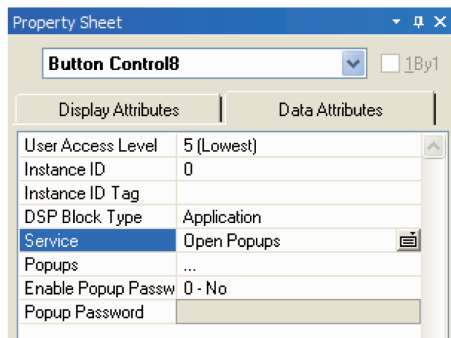 Property Sheet
Button Control8
1By1
Display Attributes
Data Attributes
User Access Level 5 (Lowest)
Instance ID 0
Instance ID Tag
DSP Block Type Application
Service Open Popups
Popups ...
Enable Popup Passw 0 - No
Popup Password